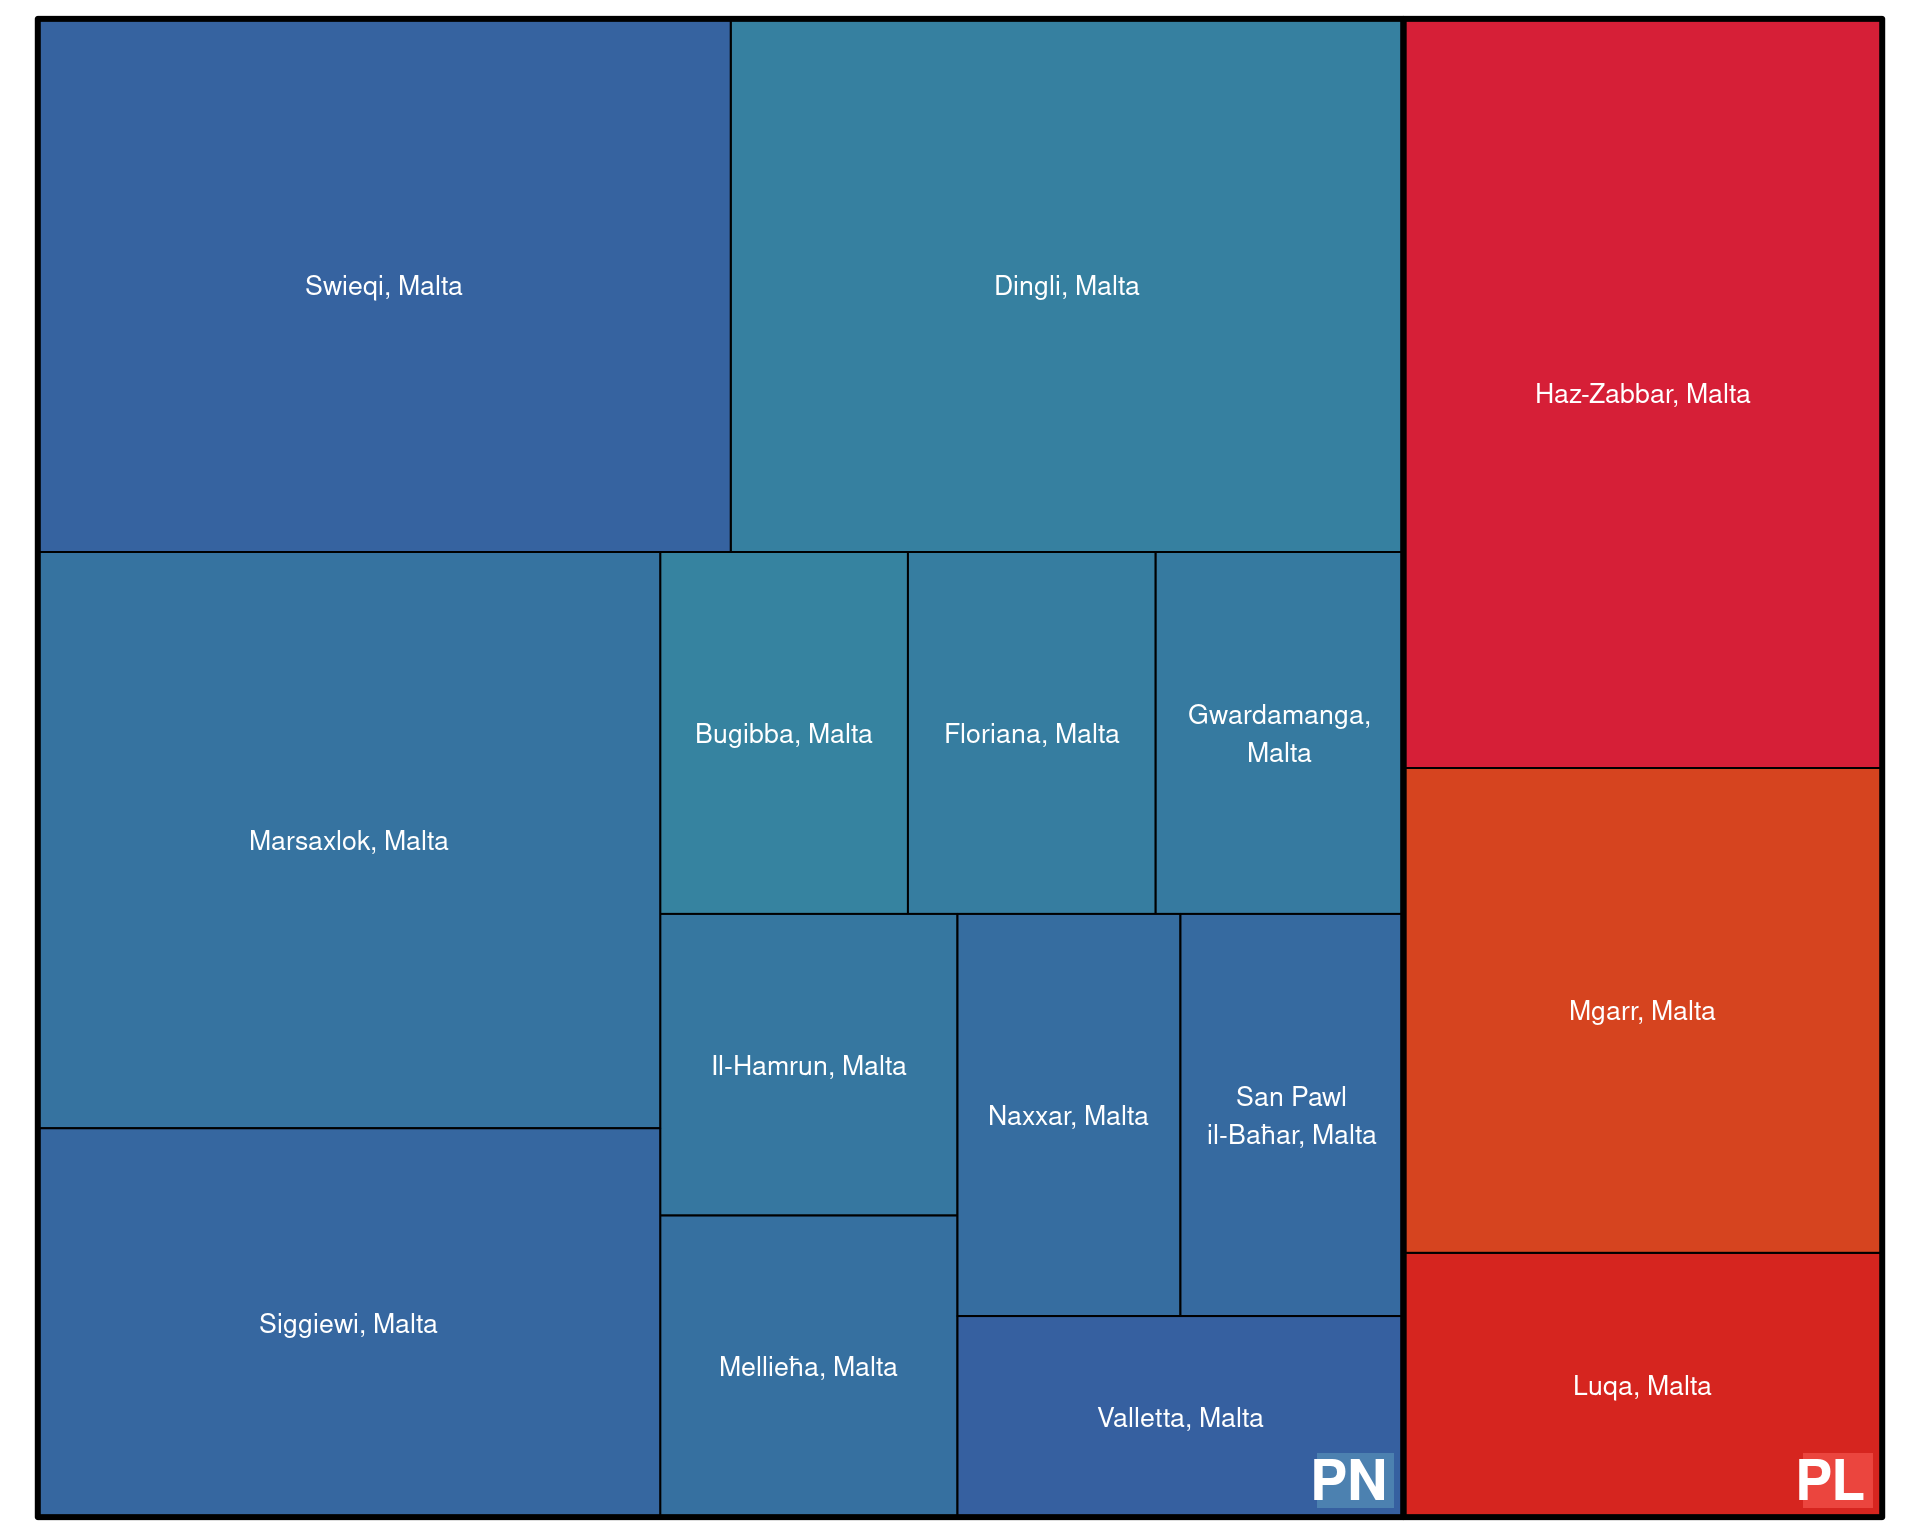 Swieqi, Malta
Dingli, Malta
Haz-Zabbar, Malta
Marsaxlok, Malta
Bugibba, Malta
Floriana, Malta
Gwardamanga,
Malta
Mgarr, Malta
Il-Hamrun, Malta
Naxxar, Malta
San Pawl
il-Baħar, Malta
Siggiewi, Malta
Mellieħa, Malta
Valletta, Malta
Luqa, Malta
PN
PL